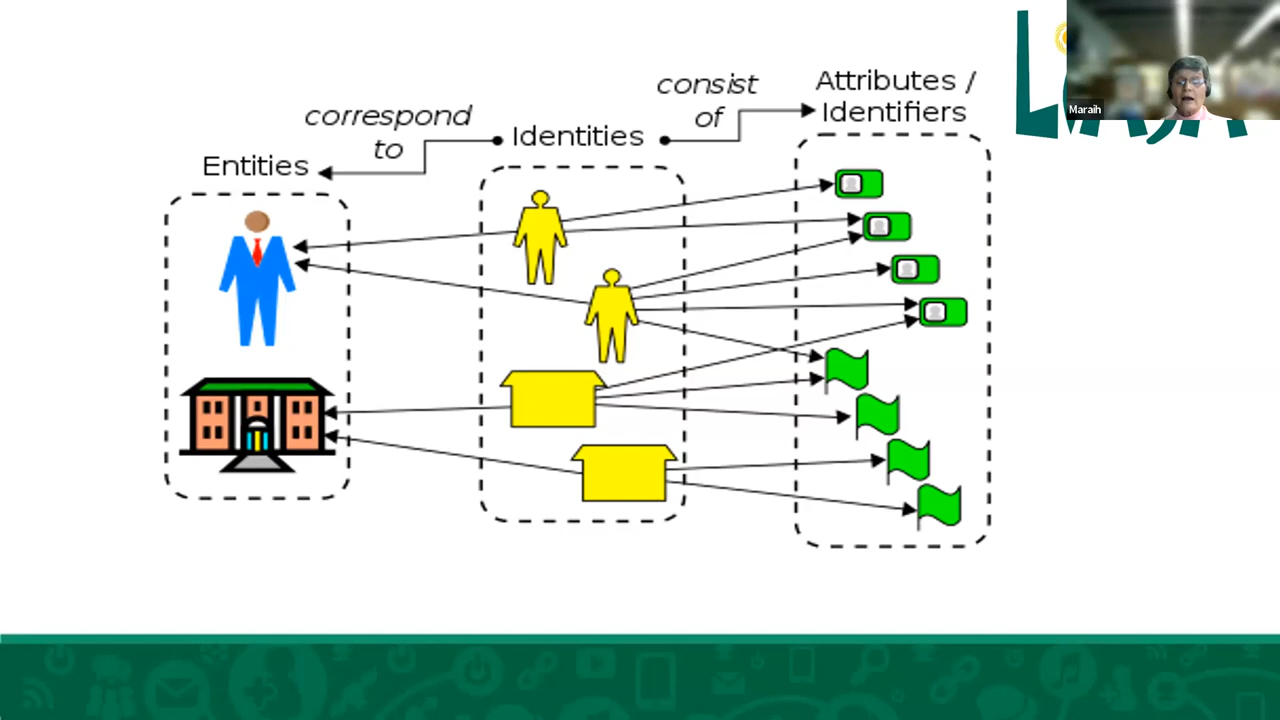 correspond
to
Entities
Identities
consist
of
Attributes /
Identifiers
Maraih